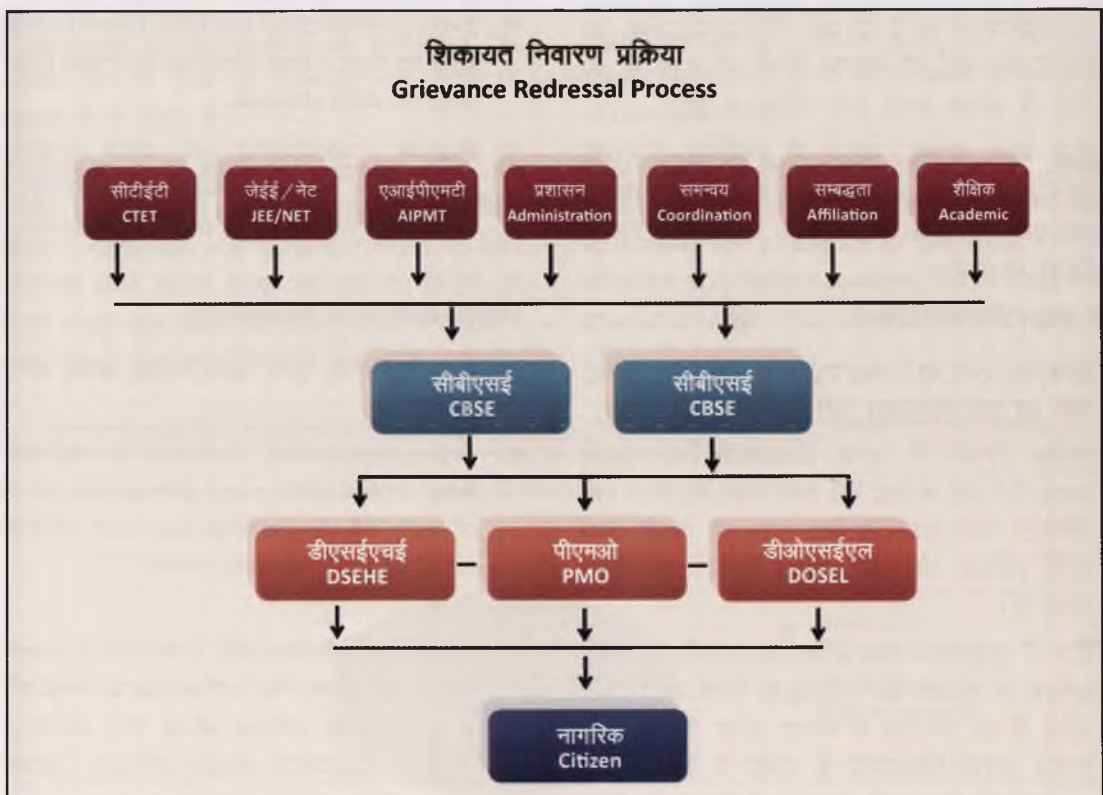 शिकायत निवारण प्रक्रिया
Grievance Redressal Process
सीटीईटी
CTET
जेईई/नेट
JEE/NET
एआईपीएमटी
AIPMT
प्रशासन
Administration
समन्वय
Coordination
सम्बद्धता
Affiliation
शैक्षिक
Academic
सीबीएसई
CBSE
सीबीएसई
CBSE
डीएसईएचई
DSEHE
पीएमओ
PMO
डीओएसईएल
DOSEL
नागरिक
Citizen